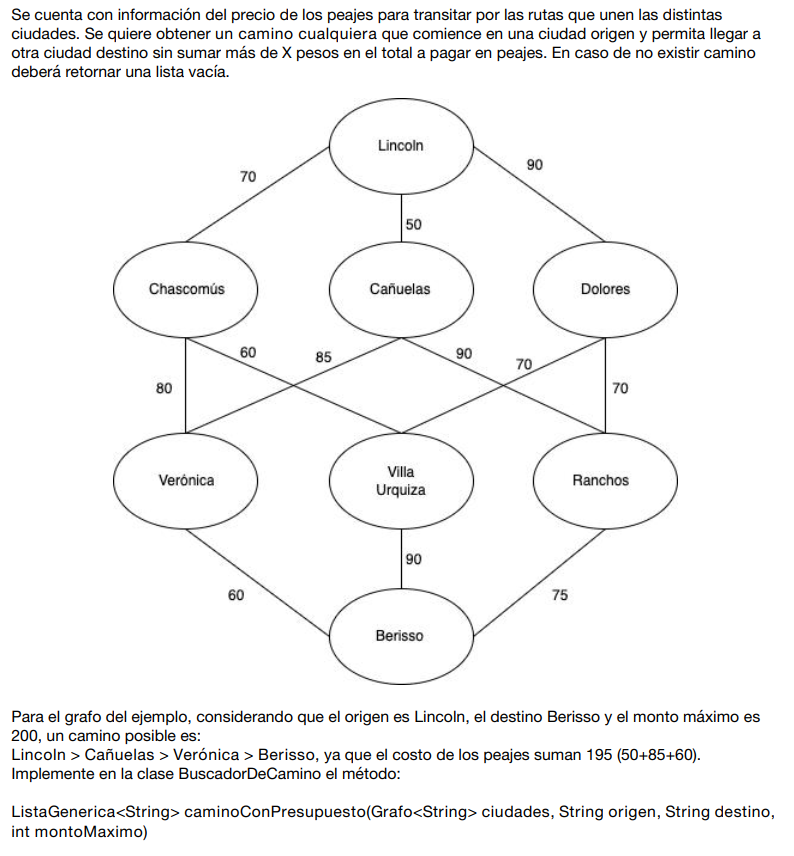 Se cuenta con información del precio de los peajes para transitar por las rutas que unen las distintas
ciudades. Se quiere obtener un camino cualquiera que comience en una ciudad origen y permita llegar a
otra ciudad destino sin sumar más de X pesos en el total a pagar en peajes. En caso de no existir camino
deberá retornar una lista vacía.
Lincoln
70
90
50
Chascomús
Cañuelas
Dolores
60
85
90
70
80
70
Verónica
Villa
Urquiza
Ranchos
90
60
75
Berisso
Para el grafo del ejemplo, considerando que el origen es Lincoln, el destino Berisso y el monto máximo es
200, un camino posible es:
Lincoln > Cañuelas > Verónica > Berisso, ya que el costo de los peajes suman 195 (50+85+60).
Implemente en la clase BuscadorDeCamino el método:
ListaGenerica<String> caminoConPresupuesto(Grafo<String> ciudades, String origen, String destino,
int montoMaximo)